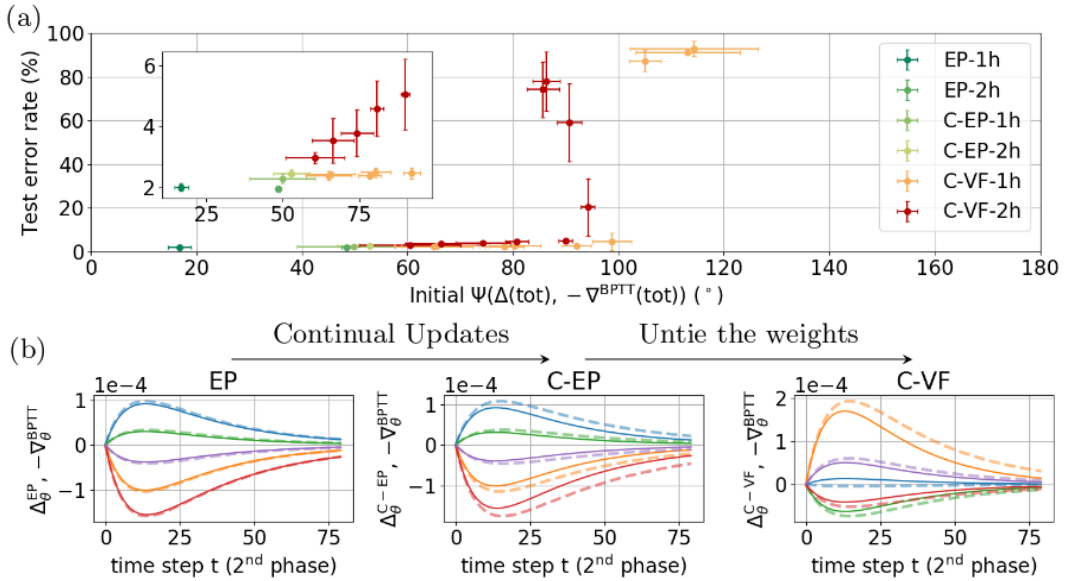 (a)
100
80
60
40
20
0
Test error rate (%)
6
4
2
25
50
75
EP-1h
EP-2h
C-EP-1h
C-EP-2h
C-VF-1h
C-VF-2h
0 20 40 60 80 100 120 140 160 180
Initial Ψ(Δ(tot), −∇^BPTT(tot)) (°)
(b)
Continual Updates
Untie the weights
EP
1e−4
1
0
−1
Δ_θ^EP, −∇_θ^BPTT
0 25 50 75
time step t (2nd phase)
C-EP
1e−4
1
0
−1
Δ_θ^C−EP, −∇_θ^BPTT
0 25 50 75
time step t (2nd phase)
C-VF
1e−4
2
1
0
Δ_θ^C−VF, −∇_θ^BPTT
0 25 50 75
time step t (2nd phase)